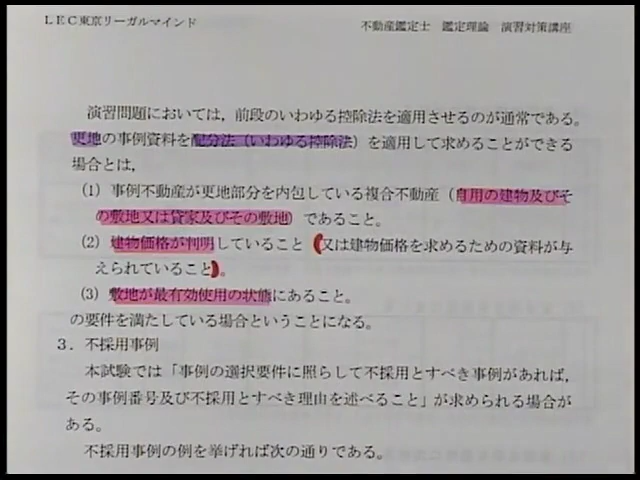 LEC東京リーガルマインド
不動産鑑定士　鑑定理論　演習対策講座
演習問題においては，前段のいわゆる控除法を適用させるのが通常である。
更地の事例資料を配分法（いわゆる控除法）を適用して求めることができる
場合とは，
(1) 事例不動産が更地部分を内包している複合不動産（自用の建物及びそ
の敷地又は貸家及びその敷地）であること。
(2) 建物価格が判明していること（又は建物価格を求めるための資料が与
えられていること）。
(3) 敷地が最有効使用の状態にあること。
の要件を満たしている場合ということになる。
3．不採用事例
本試験では「事例の選択要件に照らして不採用とすべき事例があれば，
その事例番号及び不採用とすべき理由を述べること」が求められる場合が
ある。
不採用事例の例を挙げれば次の通りである。